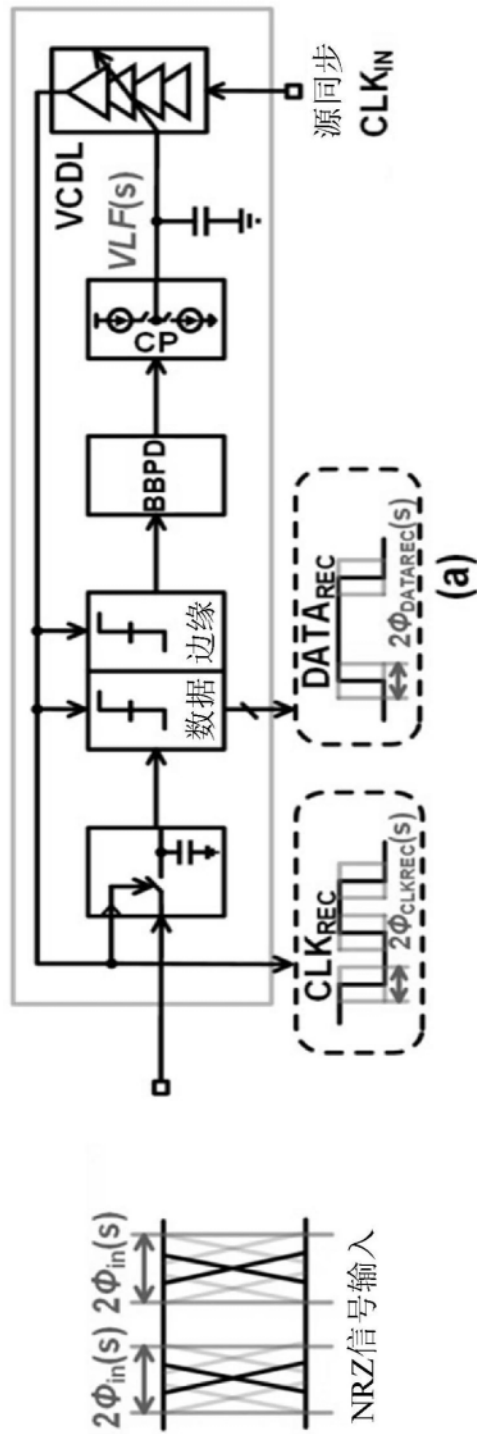 2Φin(s)
2Φin(s)
NRZ信号输入
VCDL
VLF(s)
CP
BBPD
数据
边缘
源同步
CLKIN
CLKREC
2ΦCLKREC(s)
DATAREC
2ΦDATAREC(s)
(a)